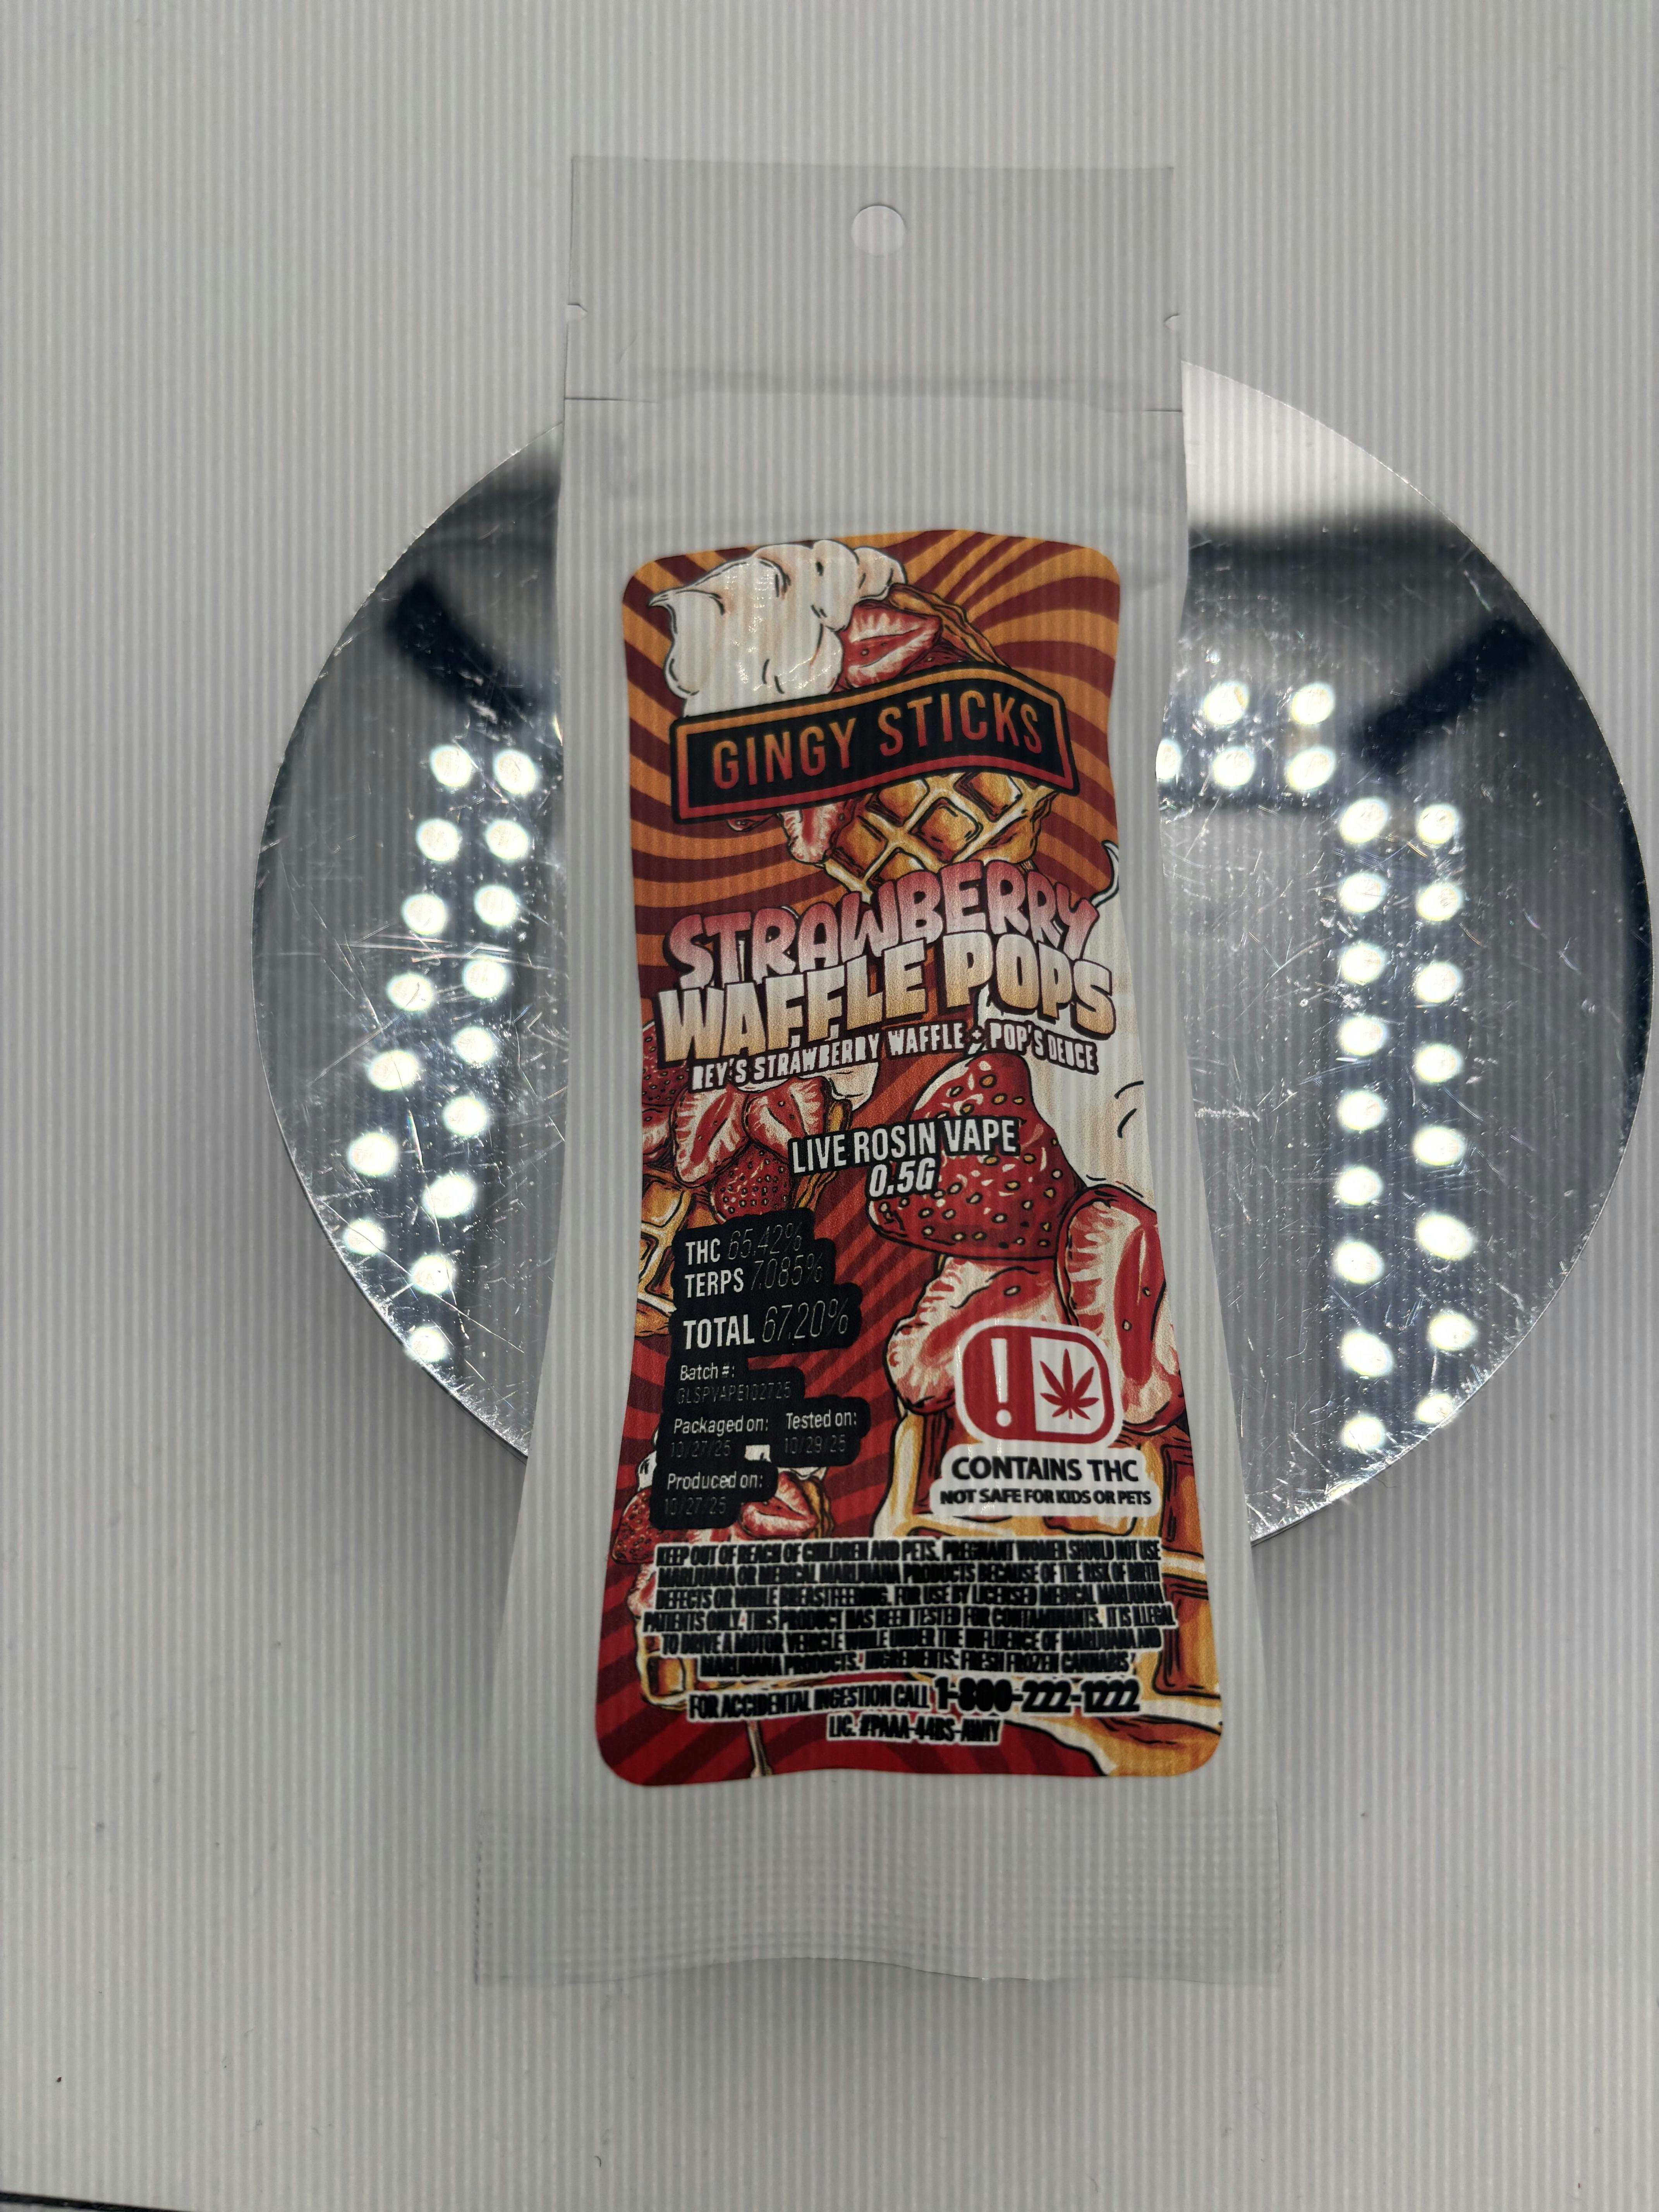 GINGY STICKS
STRAWBERRY
WAFFLE POPS
REY'S STRAWBERRY WAFFLE + POP'S DEUCE
LIVE ROSIN VAPE
0.5G
THC 65.42%
TERPS 7.085%
TOTAL 67.20%
Batch #:
GLSPVAPE102725
Packaged on: Tested on:
10/27/25 10/29/25
Produced on:
10/27/25
!
CONTAINS THC
NOT SAFE FOR KIDS OR PETS
KEEP OUT OF REACH OF CHILDREN AND PETS. PREGNANT WOMEN SHOULD NOT USE
MARIJUANA OR MEDICAL MARIJUANA PRODUCTS BECAUSE OF THE RISK OF BIRTH
DEFECTS OR WHILE BREASTFEEDING. FOR USE BY LICENSED MEDICAL MARIJUANA
PATIENTS ONLY. THIS PRODUCT HAS BEEN TESTED FOR CONTAMINANTS. IT IS ILLEGAL
TO DRIVE A MOTOR VEHICLE WHILE UNDER THE INFLUENCE OF MARIJUANA AND
MARIJUANA PRODUCTS. INGREDIENTS: FRESH FROZEN CANNABIS
FOR ACCIDENTAL INGESTION CALL 1-800-222-1222
LIC. #PAAA-44BS-AWIY